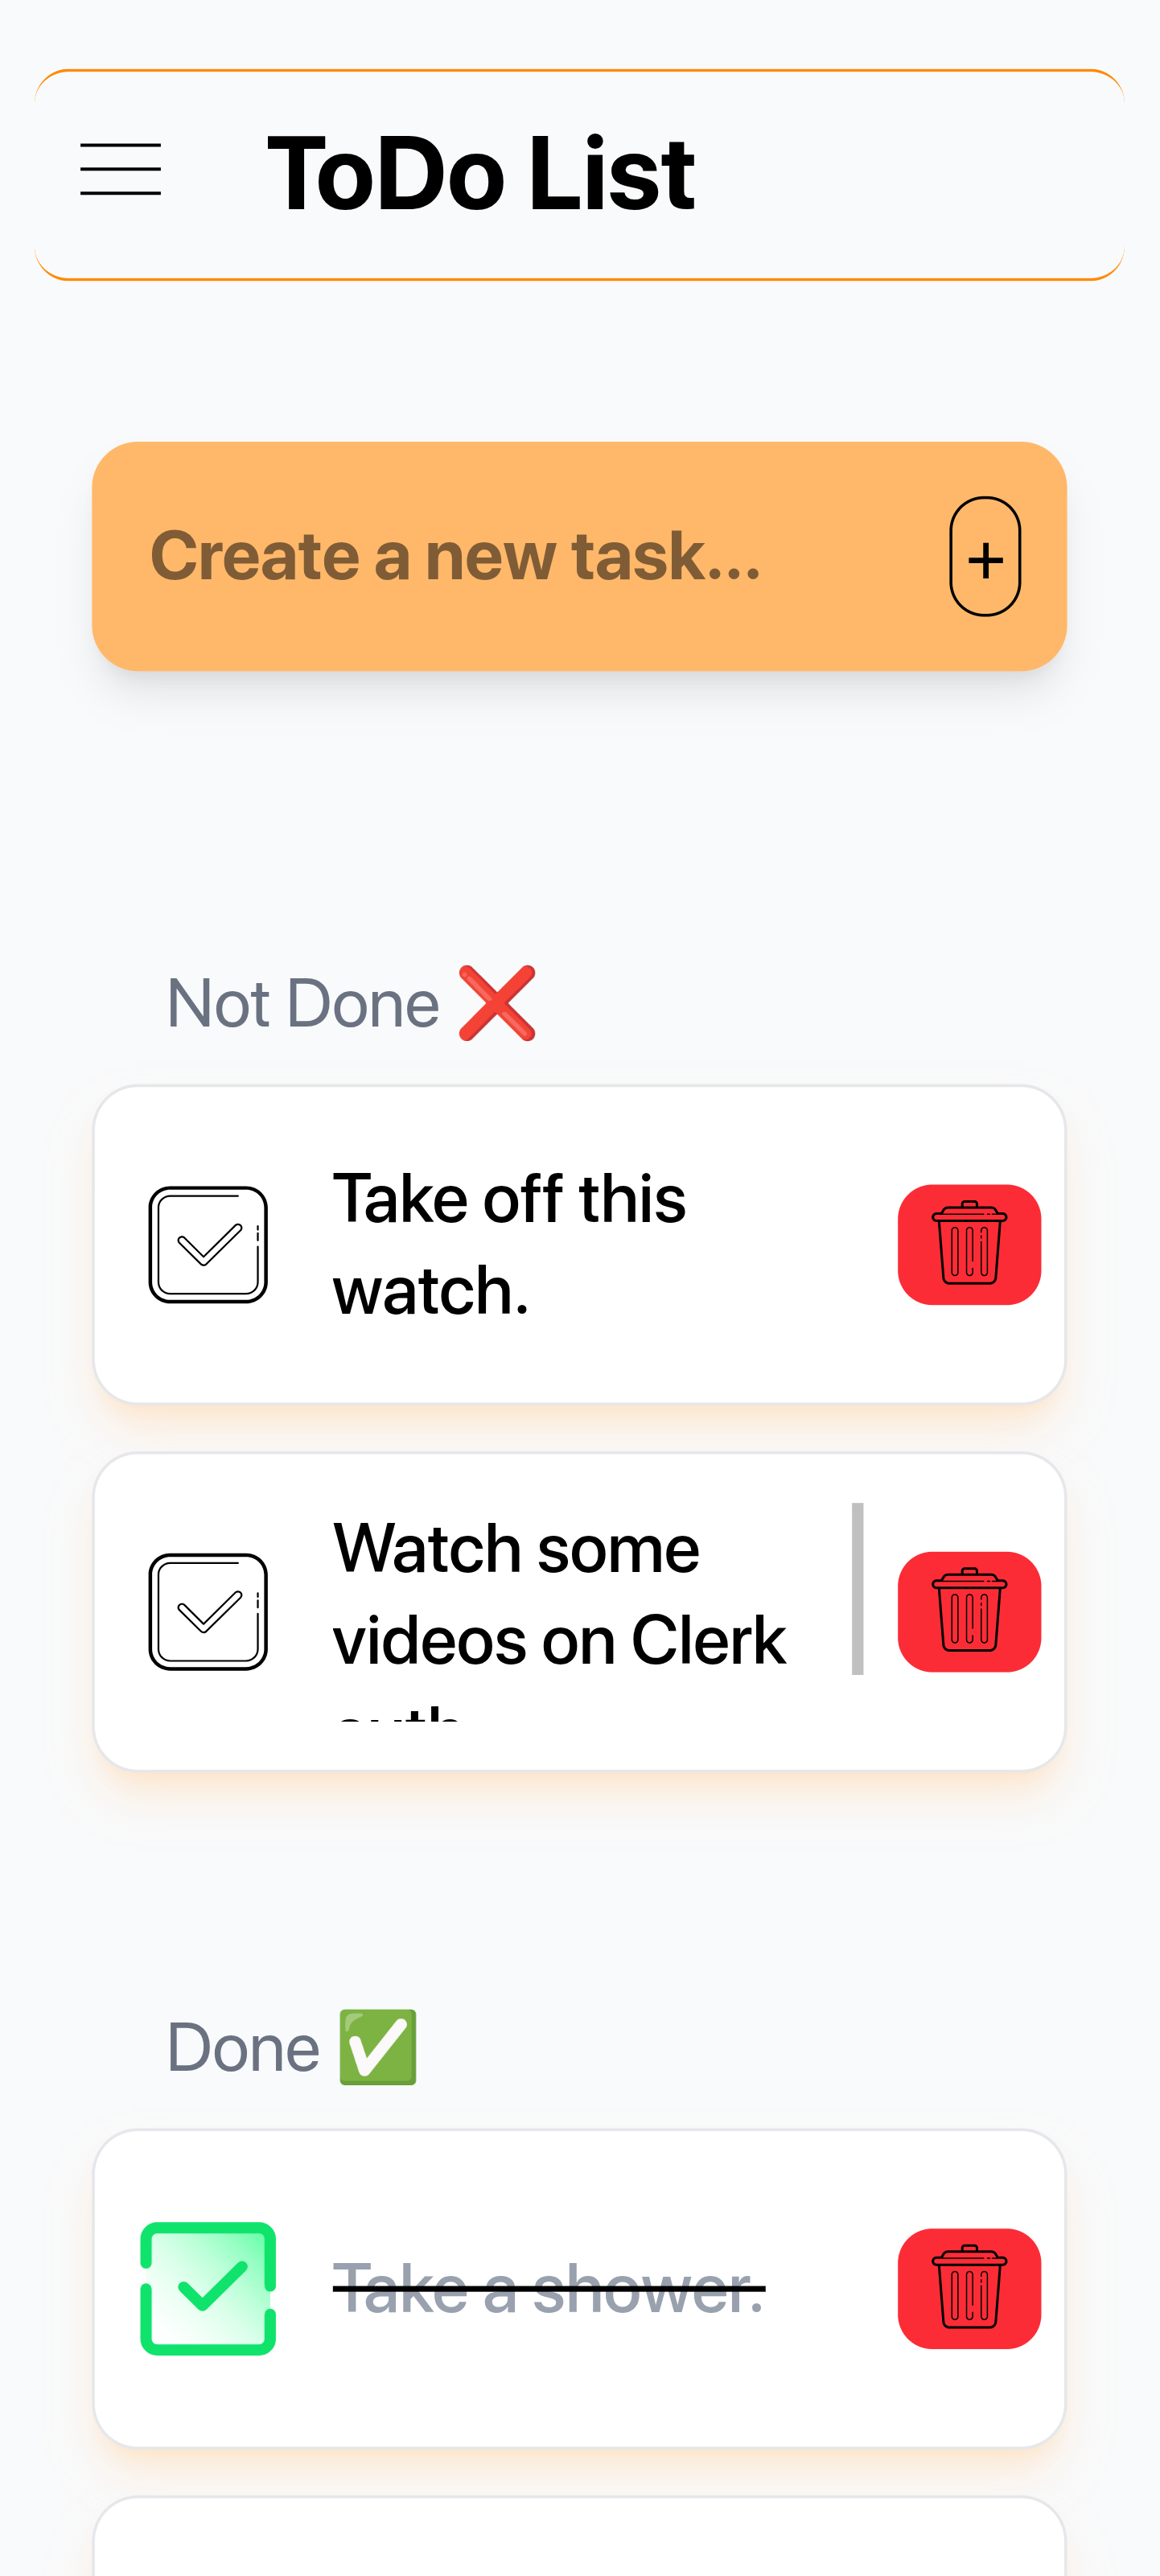 ToDo List
Create a new task...
+
Not Done ❌
Take off this
watch.
Watch some
videos on Clerk
Done ✅
Take a shower.